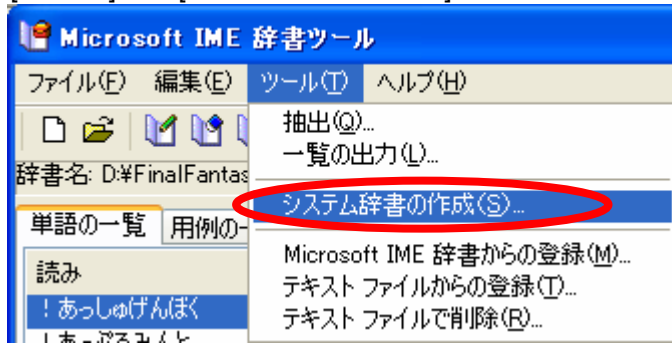 Microsoft IME 辞書ツール
ファイル(F) 編集(E) ツール(T) ヘルプ(H)
抽出(Q)...
一覧の出力(L)...
辞書名: D:¥FinalFantas
システム辞書の作成(S)...
単語の一覧 用例の一
Microsoft IME 辞書からの登録(M)...
読み
テキスト ファイルからの登録(T)...
! あっしゅげんぼく
テキスト ファイルで削除(R)...